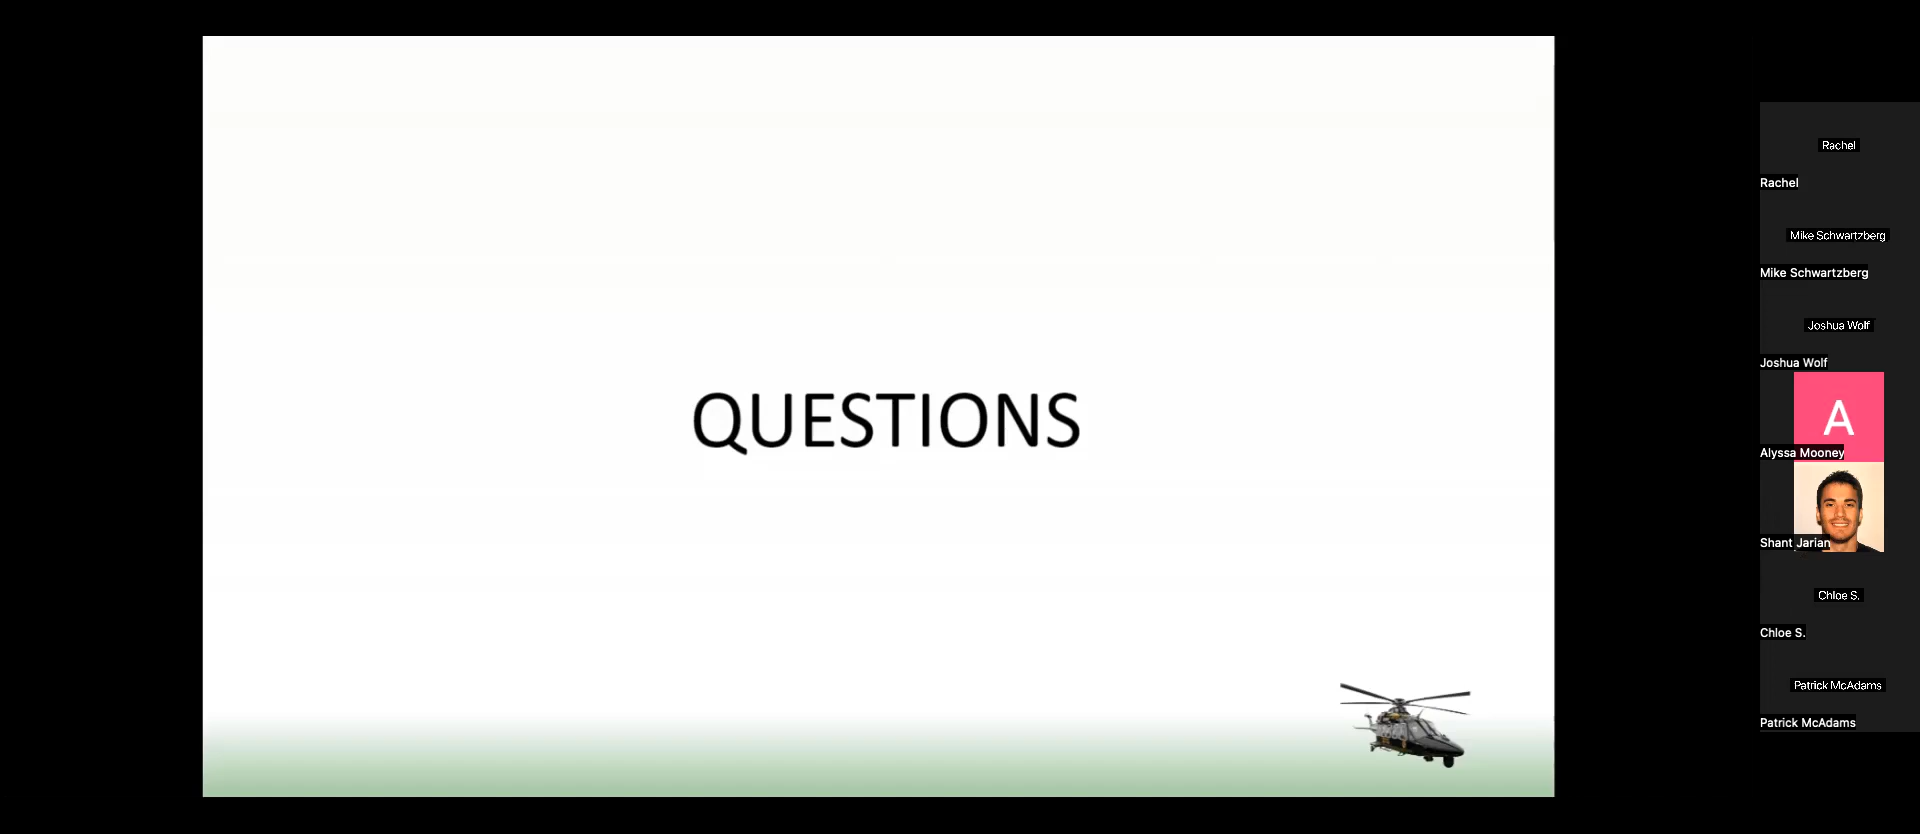 QUESTIONS
Rachel
Rachel
Mike Schwartzberg
Mike Schwartzberg
Joshua Wolf
Joshua Wolf
A
Alyssa Mooney
Shant Jarian
Chloe S.
Chloe S.
Patrick McAdams
Patrick McAdams